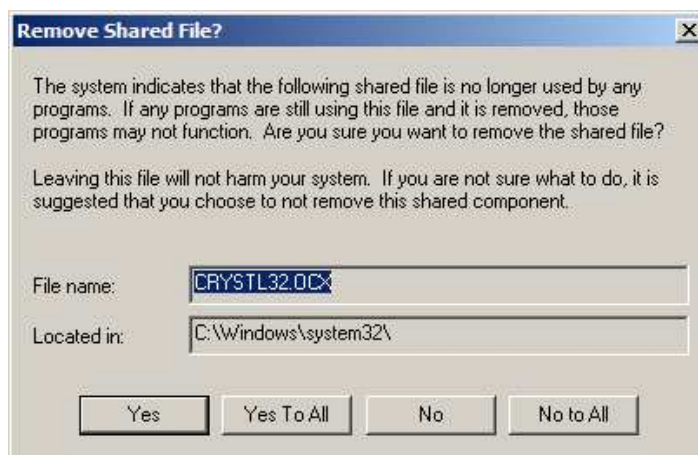 Remove Shared File?
The system indicates that the following shared file is no longer used by any
programs. If any programs are still using this file and it is removed, those
programs may not function. Are you sure you want to remove the shared file?
Leaving this file will not harm your system. If you are not sure what to do, it is
suggested that you choose to not remove this shared component.
File name: CRYSTL32.OCX
Located in: C:\Windows\system32\
Yes Yes To All No No to All